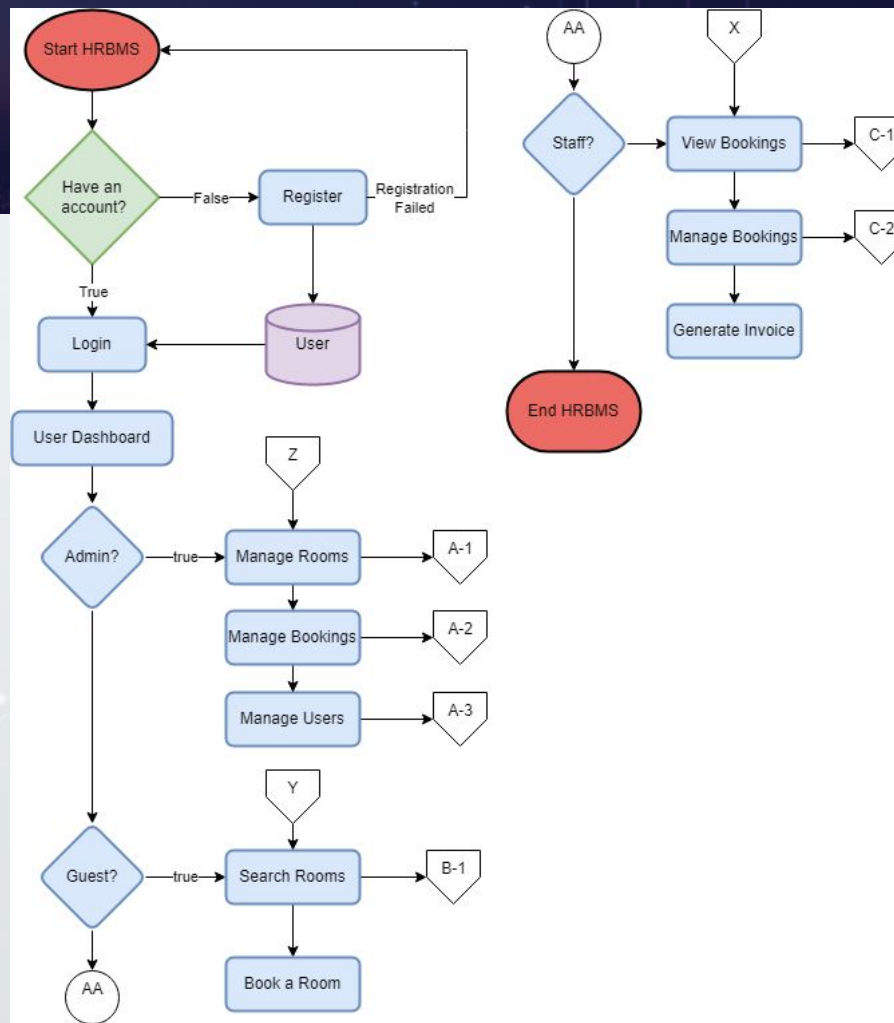 Start HRBMS
Have an
account?
False
Register
Registration
Failed
True
Login
User
User Dashboard
Z
Admin?
true
Manage Rooms
A-1
Manage Bookings
A-2
Manage Users
A-3
Y
Guest?
true
Search Rooms
B-1
AA
Book a Room
AA
X
Staff?
View Bookings
C-1
Manage Bookings
C-2
Generate Invoice
End HRBMS